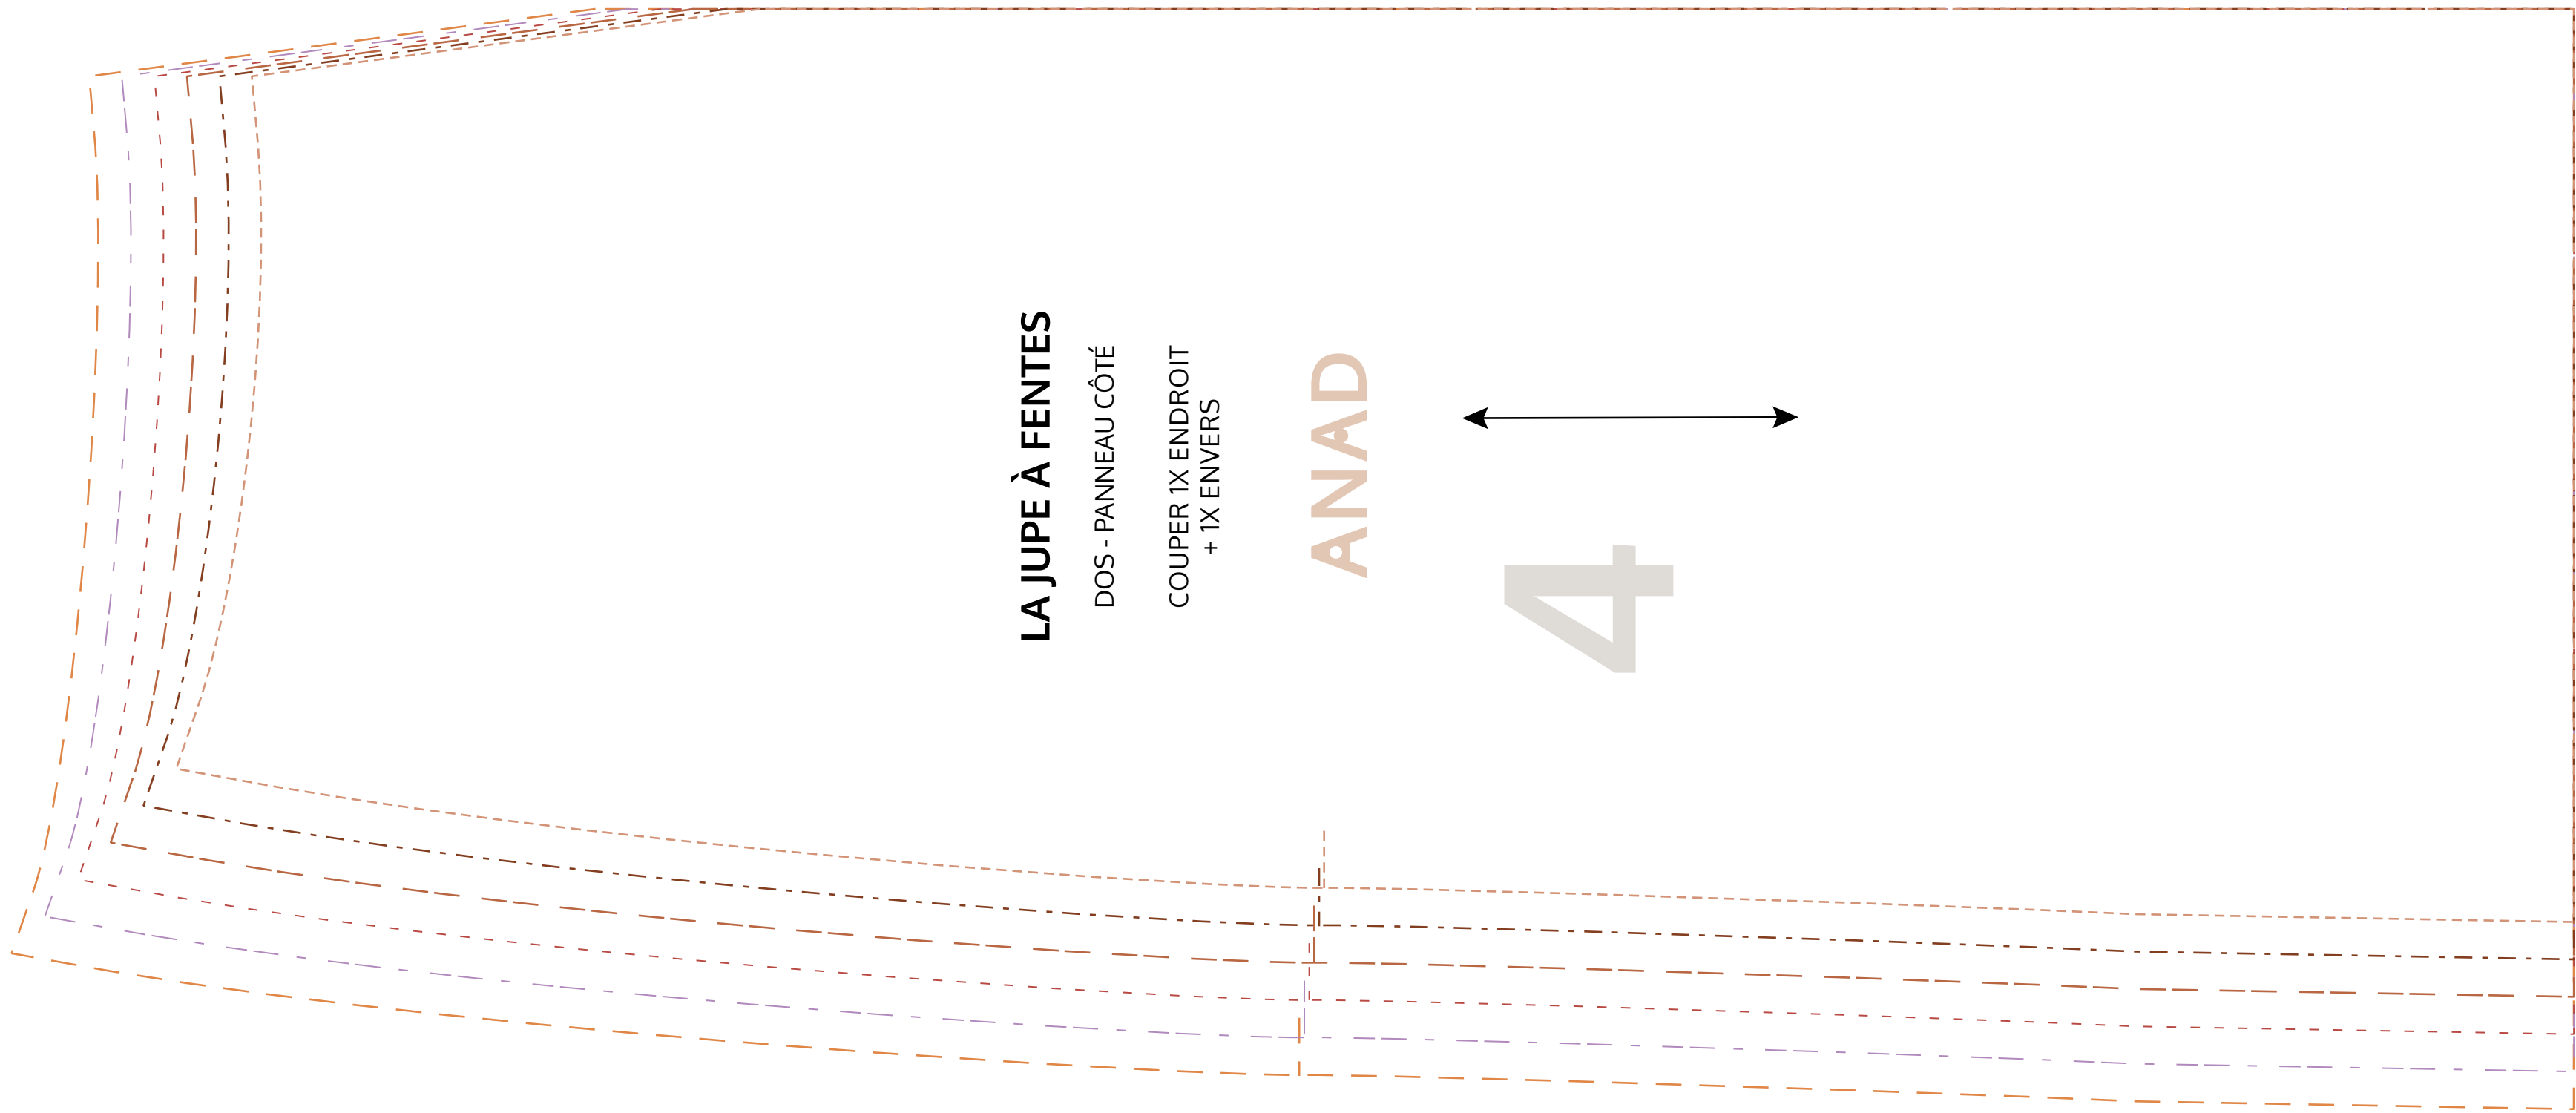 LA JUPE À FENTES
DOS - PANNEAU CÔTÉ
COUPER 1X ENDROIT
+ 1X ENVERS
ANAD
4